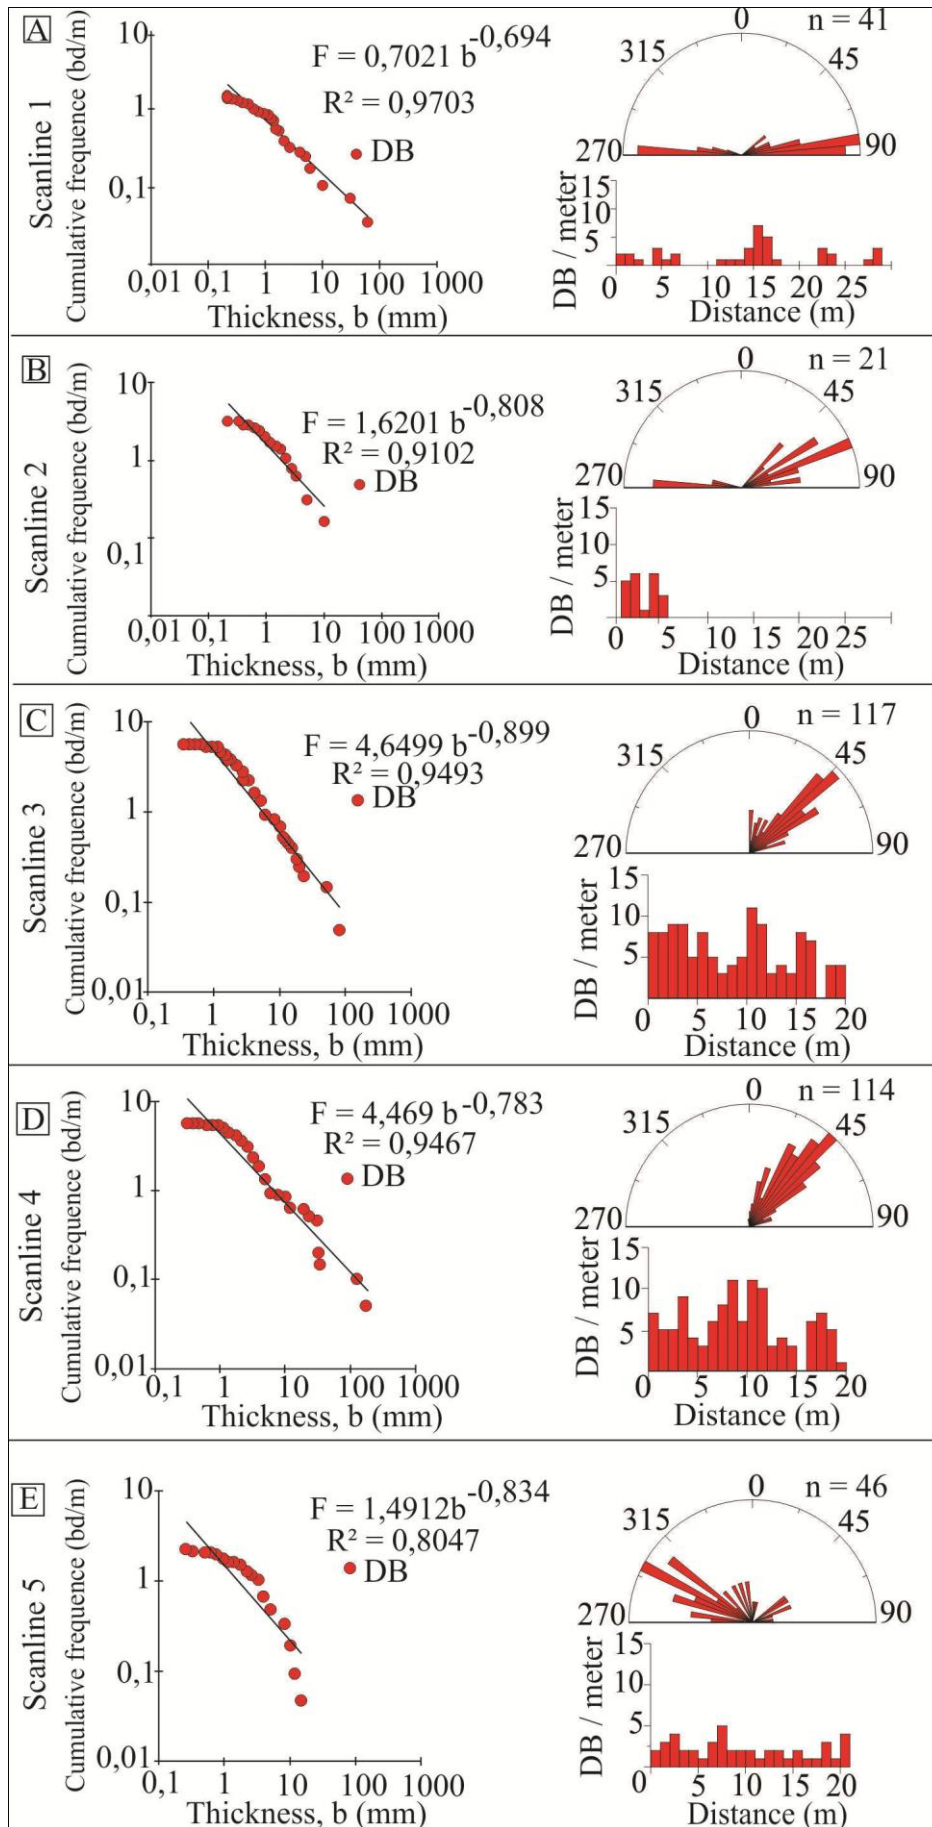 A
Scanline 1
Cumulative frequence (bd/m)
10
1
0,1
0,01 0,1 1 10 100 1000
Thickness, b (mm)
F = 0,7021 b-0,694
R² = 0,9703
DB
0
n = 41
315
45
270
90
DB / meter
15
10
5
0 5 10 15 20 25
Distance (m)
B
Scanline 2
Cumulative frequence (bd/m)
10
1
0,1
0,01 0,1 1 10 100 1000
Thickness, b (mm)
F = 1,6201 b-0,808
R² = 0,9102
DB
0
n = 21
315
45
270
90
DB / meter
15
10
5
0 5 10 15 20 25
Distance (m)
C
Scanline 3
Cumulative frequence (bd/m)
10
1
0,1
0,01
0,1 1 10 100 1000
Thickness, b (mm)
F = 4,6499 b-0,899
R² = 0,9493
DB
0
n = 117
315
45
270
90
DB / meter
15
10
5
0 5 10 15 20
Distance (m)
D
Scanline 4
Cumulative frequence (bd/m)
10
1
0,1
0,01
0,1 1 10 100 1000
Thickness, b (mm)
F = 4,469 b-0,783
R² = 0,9467
DB
0
n = 114
315
45
270
90
DB / meter
15
10
5
0 5 10 15 20
Distance (m)
E
Scanline 5
Cumulative frequence (bd/m)
10
1
0,1
0,01
0,1 1 10 1000
Thickness, b (mm)
F = 1,4912b-0,834
R² = 0,8047
DB
0
n = 46
315
45
270
90
DB / meter
15
10
5
0 5 10 15 20
Distance (m)